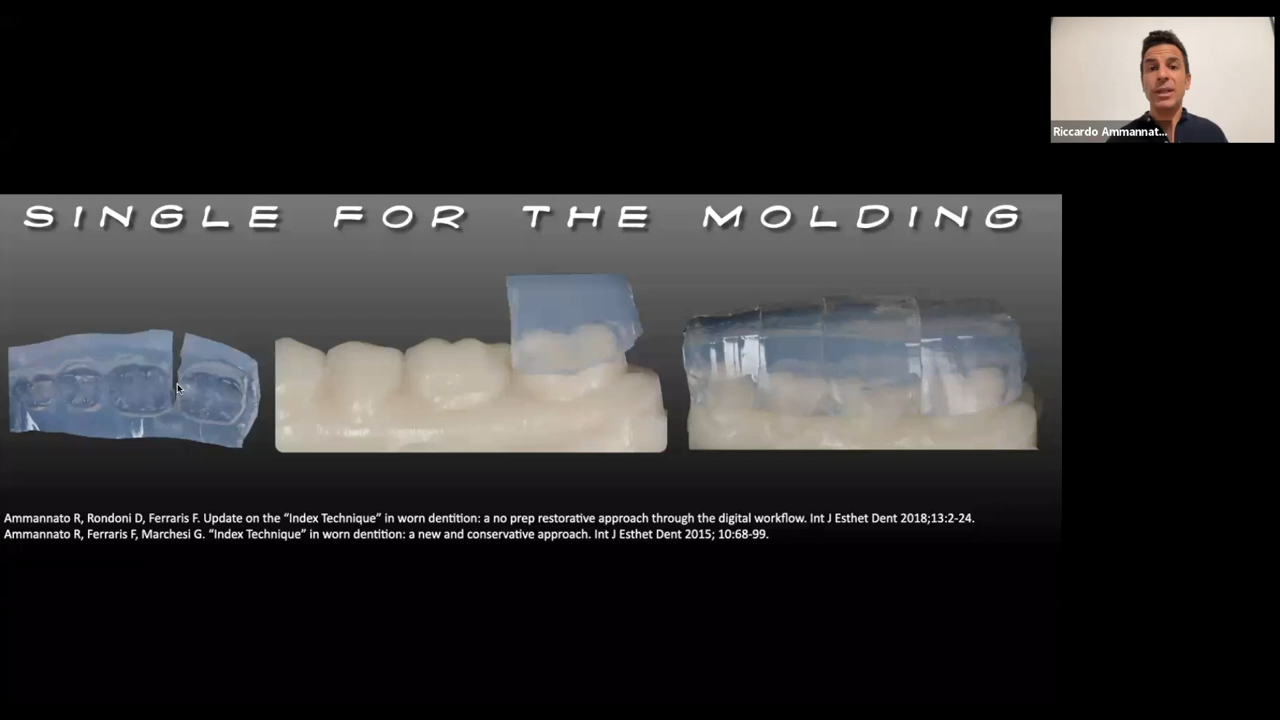 Riccardo Ammannat...
SINGLE FOR THE MOLDING
Ammannato R, Rondoni D, Ferraris F. Update on the “Index Technique” in worn dentition: a no prep restorative approach through the digital workflow. Int J Esthet Dent 2018;13:2-24.
Ammannato R, Ferraris F, Marchesi G. “Index Technique” in worn dentition: a new and conservative approach. Int J Esthet Dent 2015; 10:68-99.